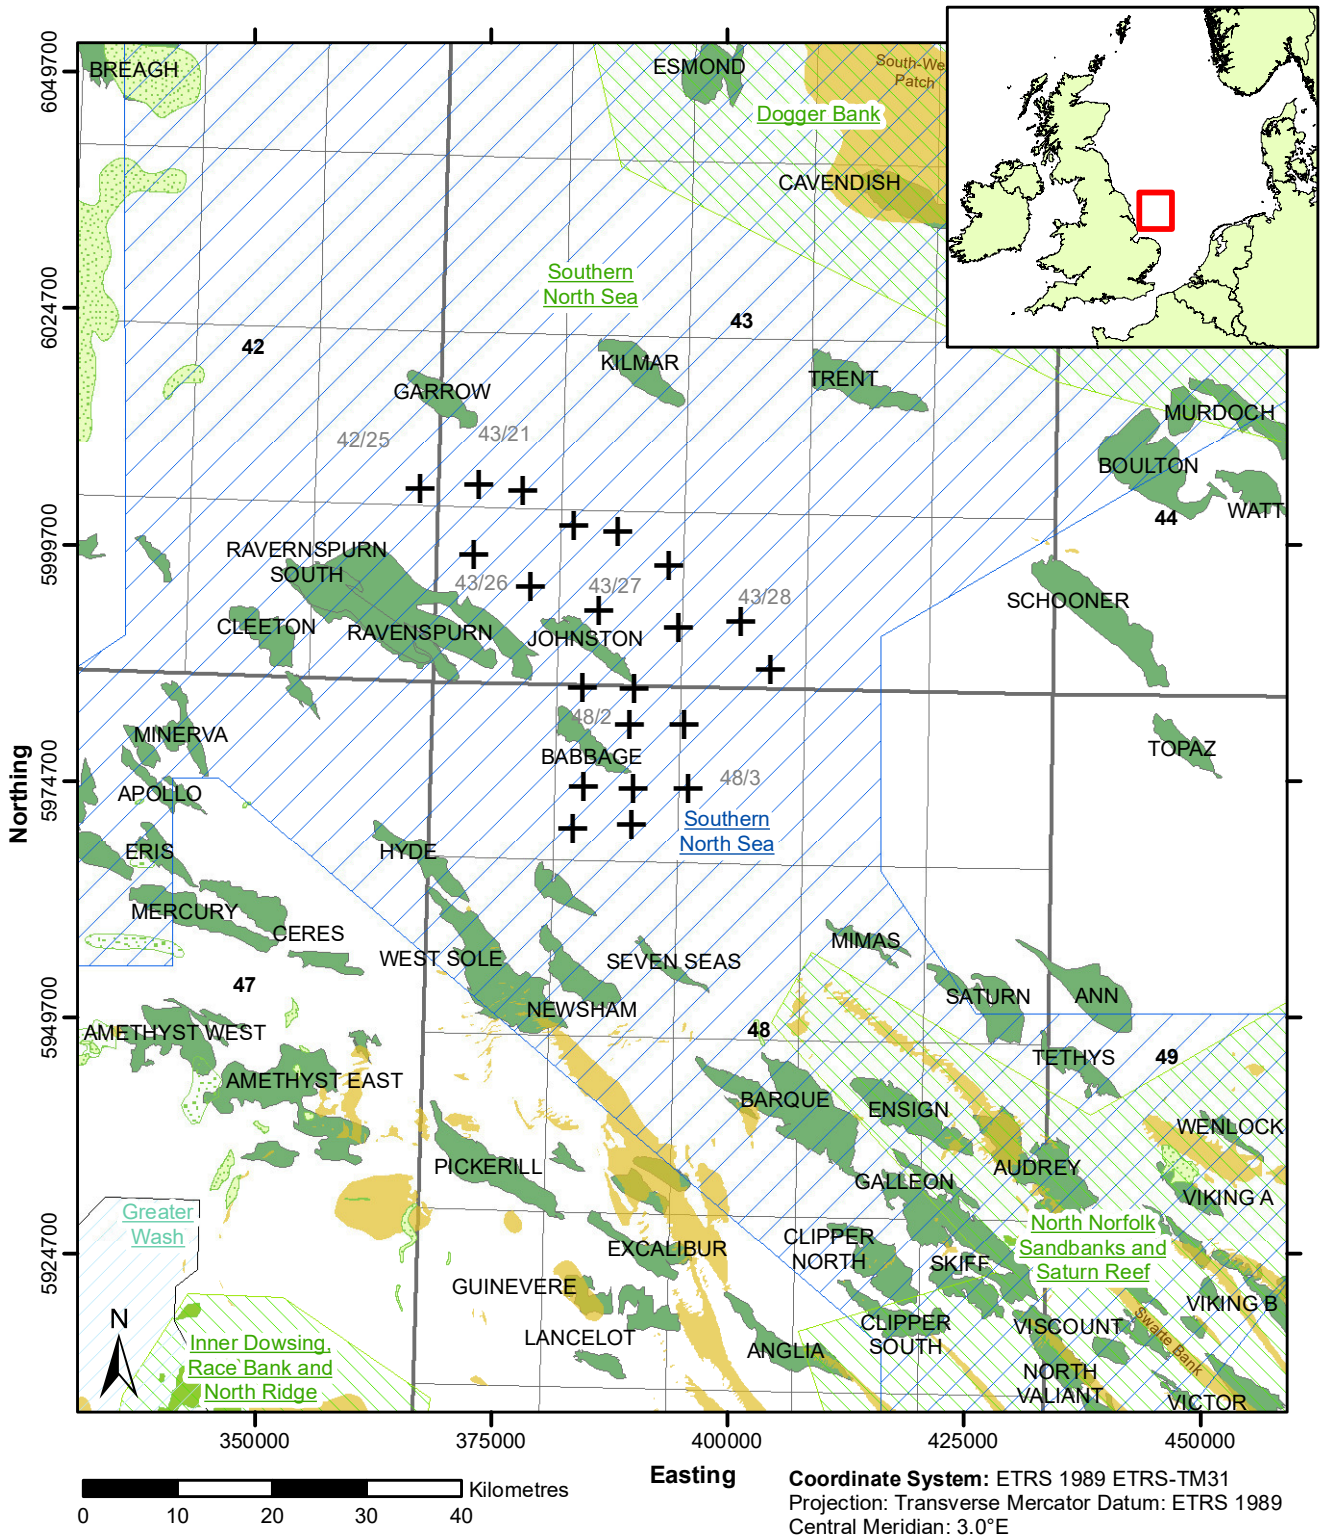 BREAGH
ESMOND
South-We
Patch
Dogger Bank
CAVENDISH
Southern
North Sea
43
42
KILMAR
TRENT
GARROW
MURDOCH
42/25
43/21
BOULTON
WATT
44
RAVERNSPURN
SOUTH
43/26
43/27
43/28
SCHOONER
CLEETON
RAVENSPURN
JOHNSTON
48/2
MINERVA
TOPAZ
BABBAGE
48/3
APOLLO
Southern
North Sea
ERIS
HYDE
MERCURY
CERES
MIMAS
WEST SOLE
SEVEN SEAS
47
SATURN
ANN
NEWSHAM
AMETHYST WEST
48
TETHYS
49
AMETHYST EAST
BARQUE
ENSIGN
WENLOCK
PICKERILL
AUDREY
GALLEON
VIKING A
Greater
Wash
North Norfolk
Sandbanks and
Saturn Reef
CLIPPER
NORTH
EXCALIBUR
SKIFF
GUINEVERE
VIKING B
N
CLIPPER
SOUTH
VISCOUNT
Swarte Bank
LANCELOT
ANGLIA
Inner Dowsing,
Race Bank and
North Ridge
NORTH
VALIANT
VICTOR
6049700
6024700
5999700
5974700
5949700
5924700
Northing
350000
375000
400000
425000
450000
Easting
Kilometres
0
10
20
30
40
Coordinate System: ETRS 1989 ETRS-TM31
Projection: Transverse Mercator Datum: ETRS 1989
Central Meridian: 3.0°E